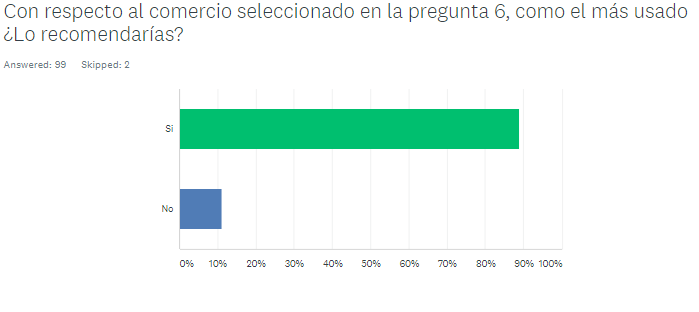 Con respecto al comercio seleccionado en la pregunta 6, como el más usado
¿Lo recomendarías?
Answered: 99 Skipped: 2
Si
No
0% 10% 20% 30% 40% 50% 60% 70% 80% 90% 100%